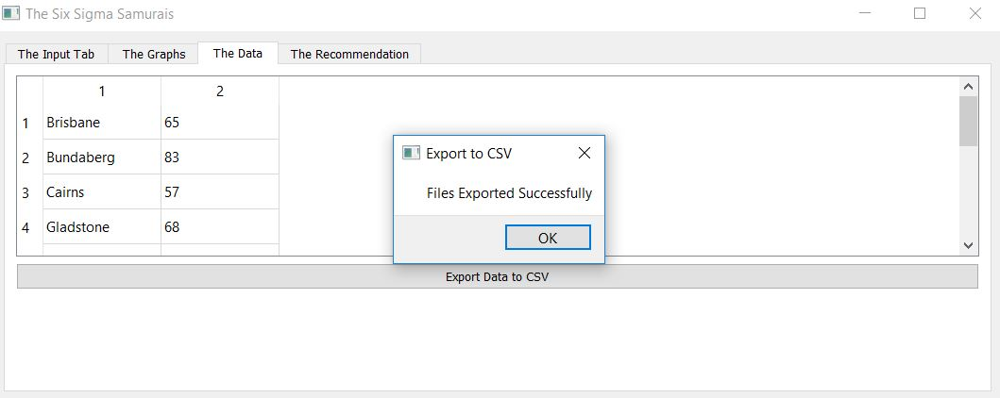 The Six Sigma Samurais
The Input Tab The Graphs The Data The Recommendation
1 2
1 Brisbane 65
2 Bundaberg 83
3 Cairns 57
4 Gladstone 68
Export to CSV
Files Exported Successfully
OK
Export Data to CSV